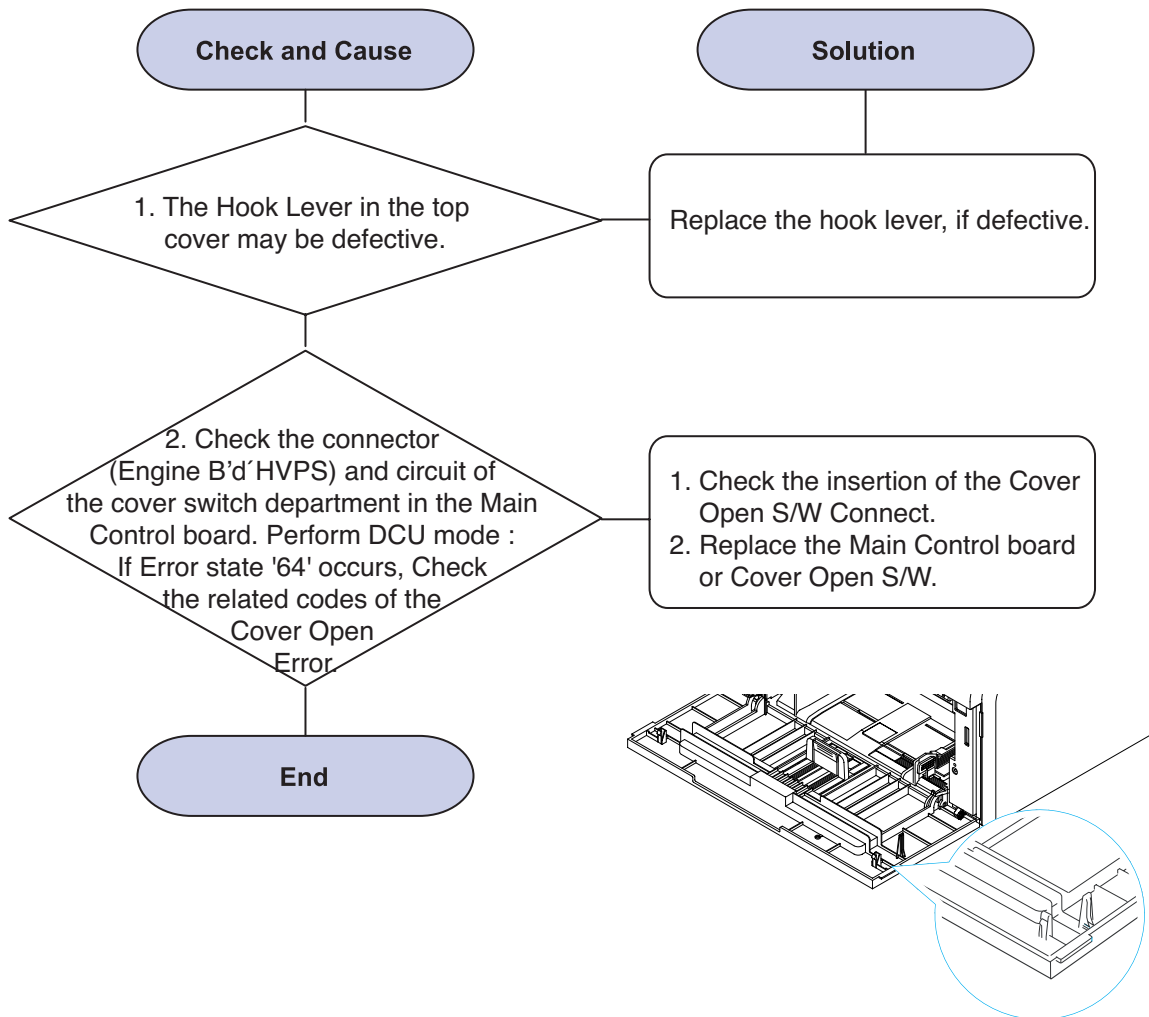 Check and Cause
Solution
1. The Hook Lever in the top
cover may be defective.
Replace the hook lever, if defective.
2. Check the connector
(Engine B’d´HVPS) and circuit of
the cover switch department in the Main
Control board. Perform DCU mode :
If Error state '64' occurs, Check
the related codes of the
Cover Open
Error.
1. Check the insertion of the Cover
Open S/W Connect.
2. Replace the Main Control board
or Cover Open S/W.
End